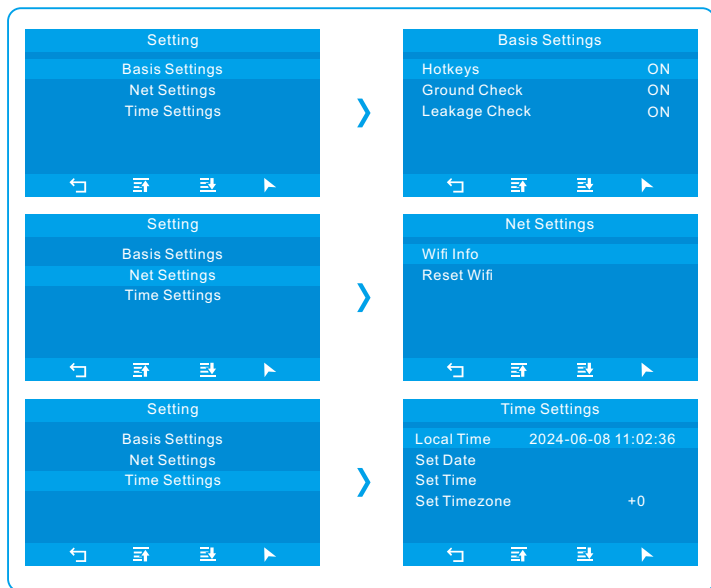 Setting
Basis Settings
Net Settings
Time Settings
Basis Settings
Hotkeys ON
Ground Check ON
Leakage Check ON
Setting
Basis Settings
Net Settings
Time Settings
Net Settings
Wifi Info
Reset Wifi
Setting
Basis Settings
Net Settings
Time Settings
Time Settings
Local Time 2024-06-08 11:02:36
Set Date
Set Time
Set Timezone +0